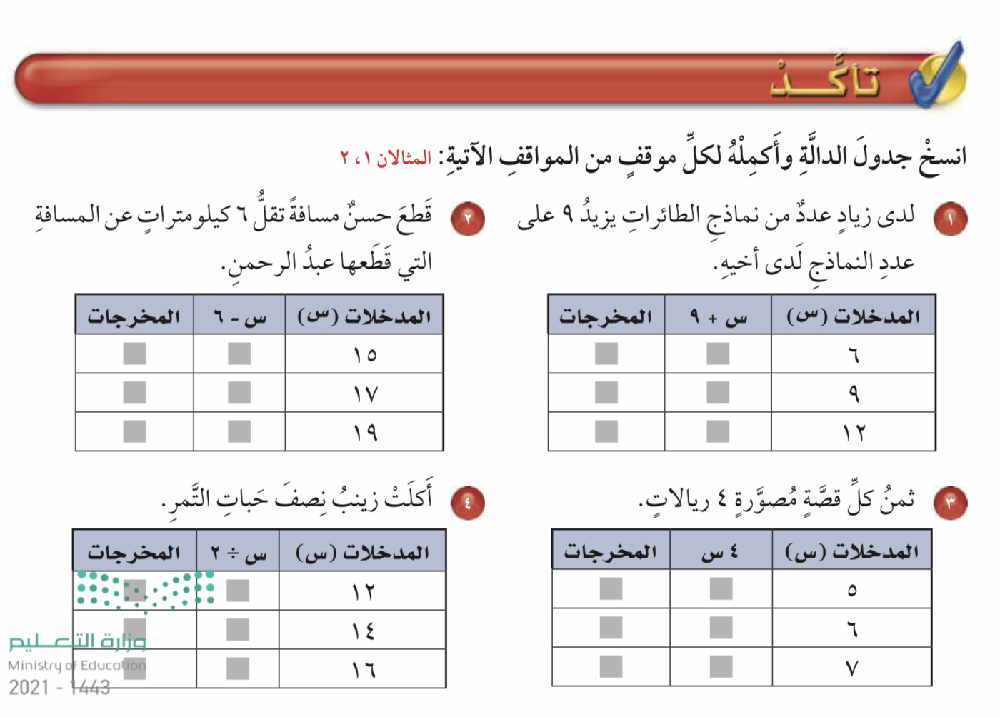 تأكَّدْ
انسخْ جدولَ الدالَّةِ وأَكمِلْهُ لكلِّ موقفٍ من المواقفِ الآتيةِ: المثالان ١، ٢
١ لدى زيادٍ عددٌ من نماذجِ الطائراتِ يزيدُ ٩ على
عددِ النماذجِ لَدى أخيهِ.
المدخلات (س) س + ٩ المخرجات
٦
٩
١٢
٢ قَطعَ حسنٌ مسافةً تقلُّ ٦ كيلومتراتٍ عن المسافةِ
التي قَطَعها عبدُ الرحمنِ.
المدخلات (س) س - ٦ المخرجات
١٥
١٧
١٩
٣ ثمنُ كلِّ قصَّةٍ مُصوَّرةٍ ٤ ريالاتٍ.
المدخلات (س) ٤ س المخرجات
٥
٦
٧
٤ أَكلَتْ زينبُ نِصفَ حَباتِ التَّمرِ.
المدخلات (س) س ÷ ٢ المخرجات
١٢
١٤
١٦
وزارة التعليم
Ministry of Education
2021 - 1443